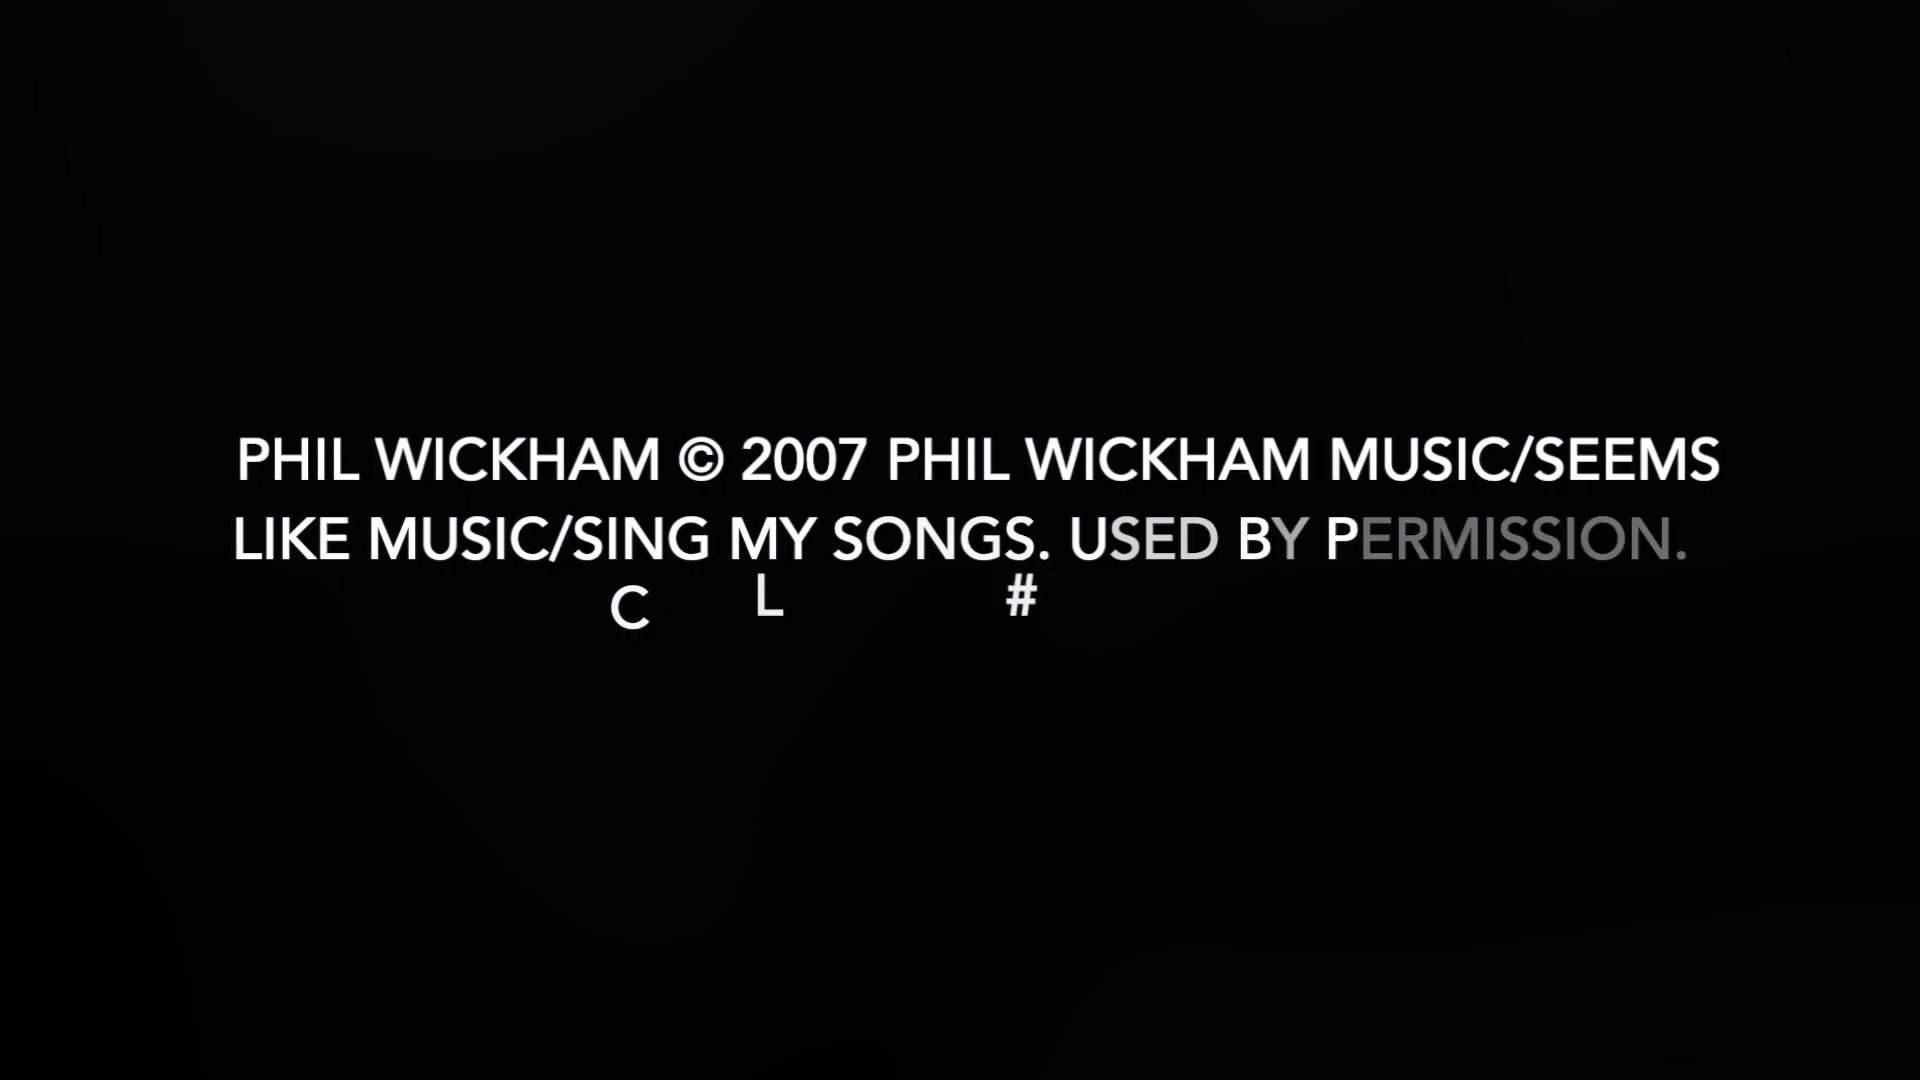 PHIL WICKHAM © 2007 PHIL WICKHAM MUSIC/SEEMS
LIKE MUSIC/SING MY SONGS. USED BY PERMISSION.
C L #